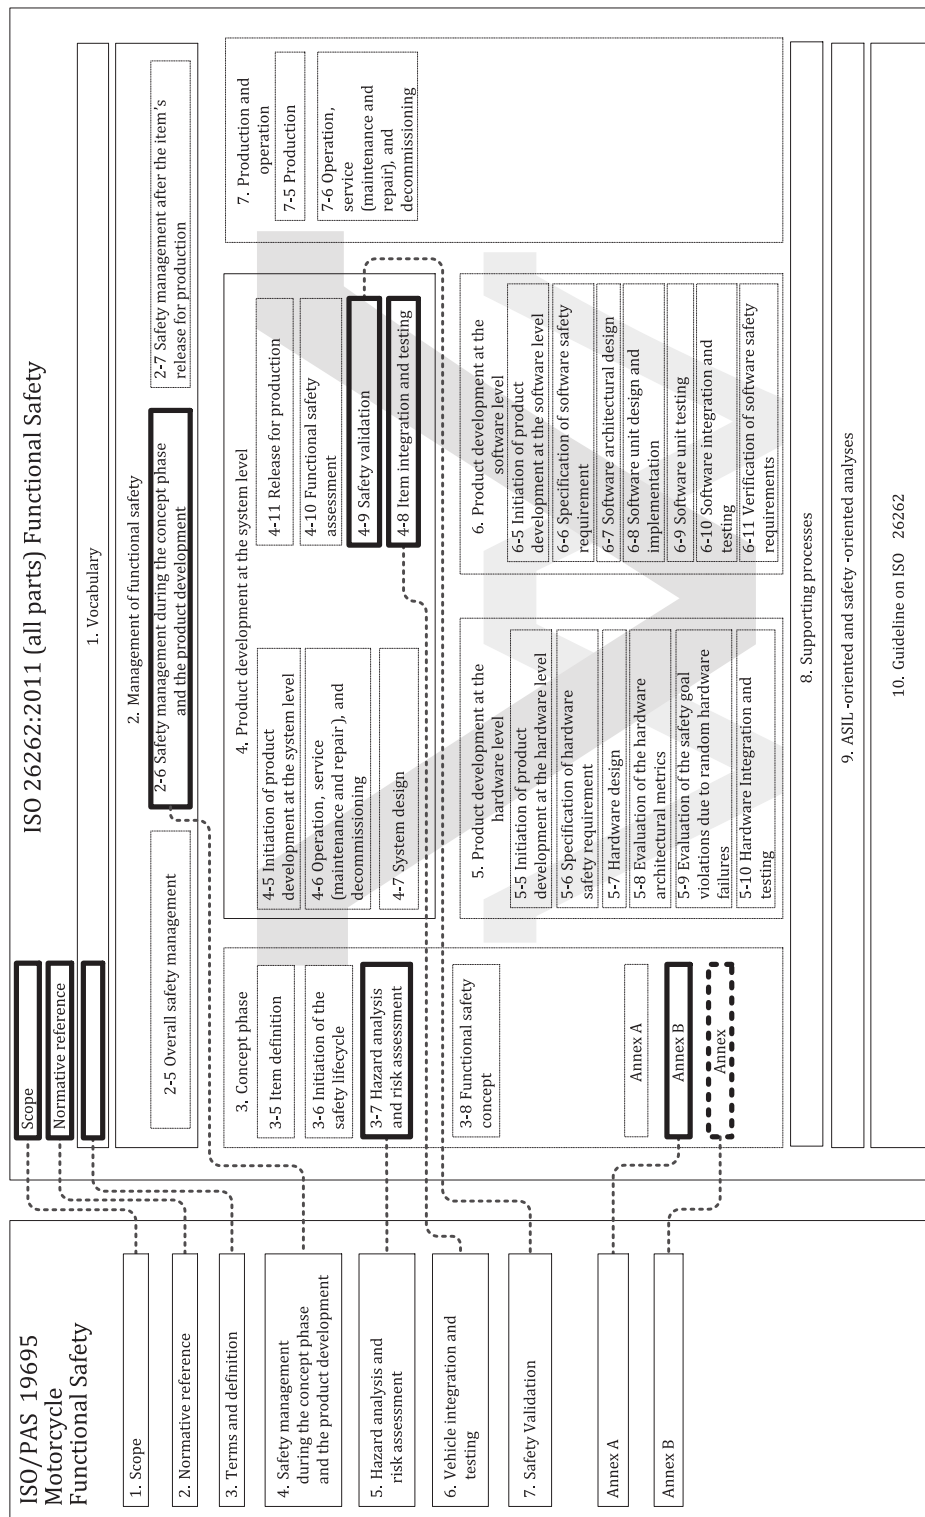 ISO/PAS 19695
Motorcycle
Functional Safety
1. Scope
2. Normative reference
3. Terms and definition
4. Safety management
during the concept phase
and the product development
5. Hazard analysis and
risk assessment
6. Vehicle integration and
testing
7. Safety Validation
Annex A
Annex B
ISO 26262:2011 (all parts) Functional Safety
Scope
Normative reference
1. Vocabulary
2. Management of functional safety
2-5 Overall safety management
2-6 Safety management during the concept phase
and the product development
2-7 Safety management after the item's
release for production
3. Concept phase
3-5 Item definition
3-6 Initiation of the
safety lifecycle
3-7 Hazard analysis
and risk assessment
3-8 Functional safety
concept
Annex A
Annex B
Annex
4. Product development at the system level
4-5 Initiation of product
development at the system level
4-6 Operation, service
(maintenance and repair ), and
decommissioning
4-7 System design
4-11 Release for production
4-10 Functional safety
assessment
4-9 Safety validation
4-8 Item integration and testing
5. Product development at the
hardware level
5-5 Initiation of product
development at the hardware level
5-6 Specification of hardware
safety requirement
5-7 Hardware design
5-8 Evaluation of the hardware
architectural metrics
5-9 Evaluation of the safety goal
violations due to random hardware
failures
5-10 Hardware Integration and
testing
6. Product development at the
software level
6-5 Initiation of product
development at the software level
6-6 Specification of software safety
requirement
6-7 Software architectural design
6-8 Software unit design and
implementation
6-9 Software unit testing
6-10 Software integration and
testing
6-11 Verification of software safety
requirements
7. Production and
operation
7-5 Production
7-6 Operation,
service
(maintenance and
repair), and
decommissioning
8. Supporting processes
9. ASIL -oriented and safety -oriented analyses
10. Guideline on ISO 26262